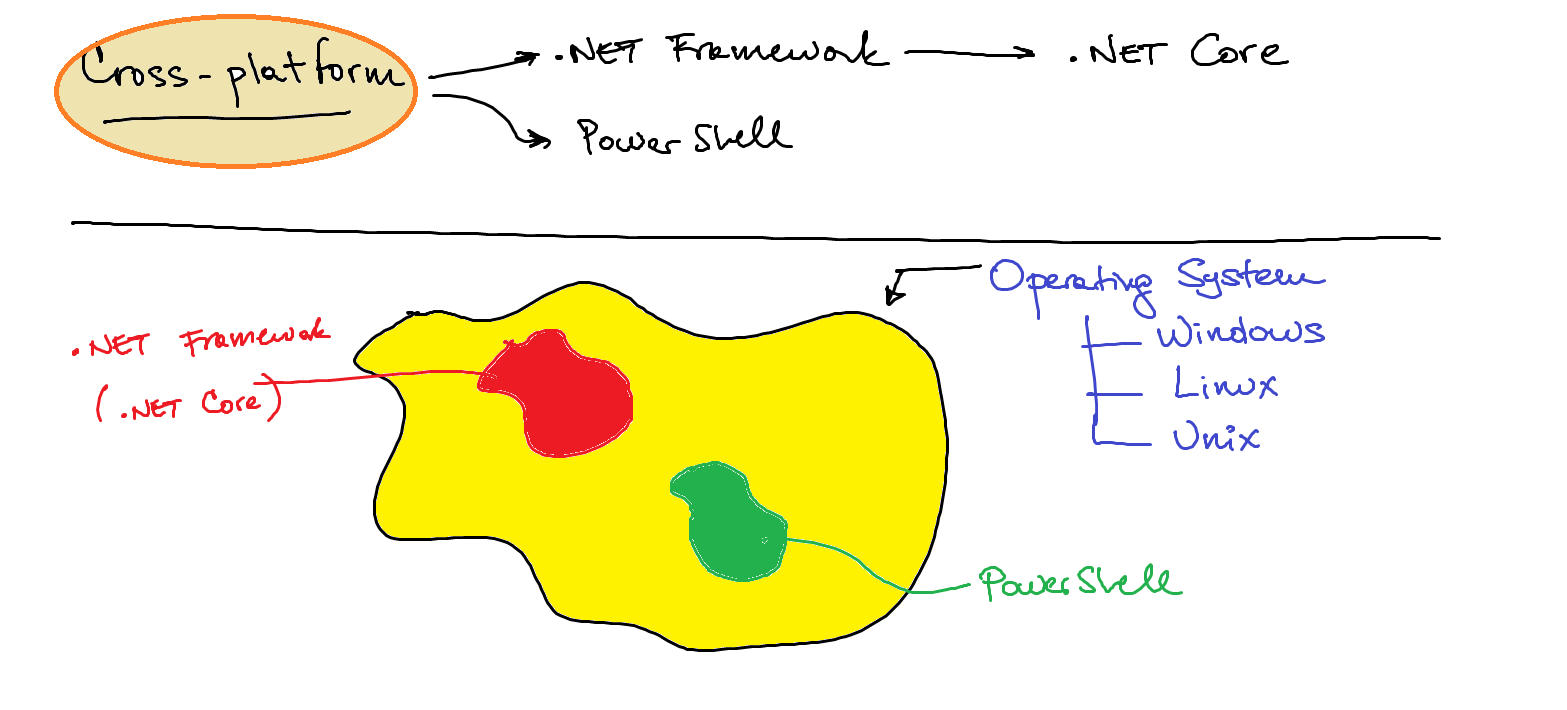 Cross-platform
.NET Framework
.NET Core
PowerShell
Operating System
Windows
Linux
Unix
.NET Framework
(.NET Core)
PowerShell